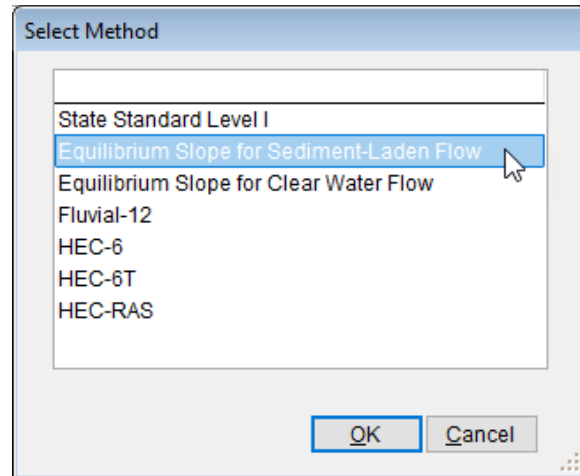 Select Method
State Standard Level I
Equilibrium Slope for Sediment-Laden Flow
Equilibrium Slope for Clear Water Flow
Fluvial-12
HEC-6
HEC-6T
HEC-RAS
OK Cancel